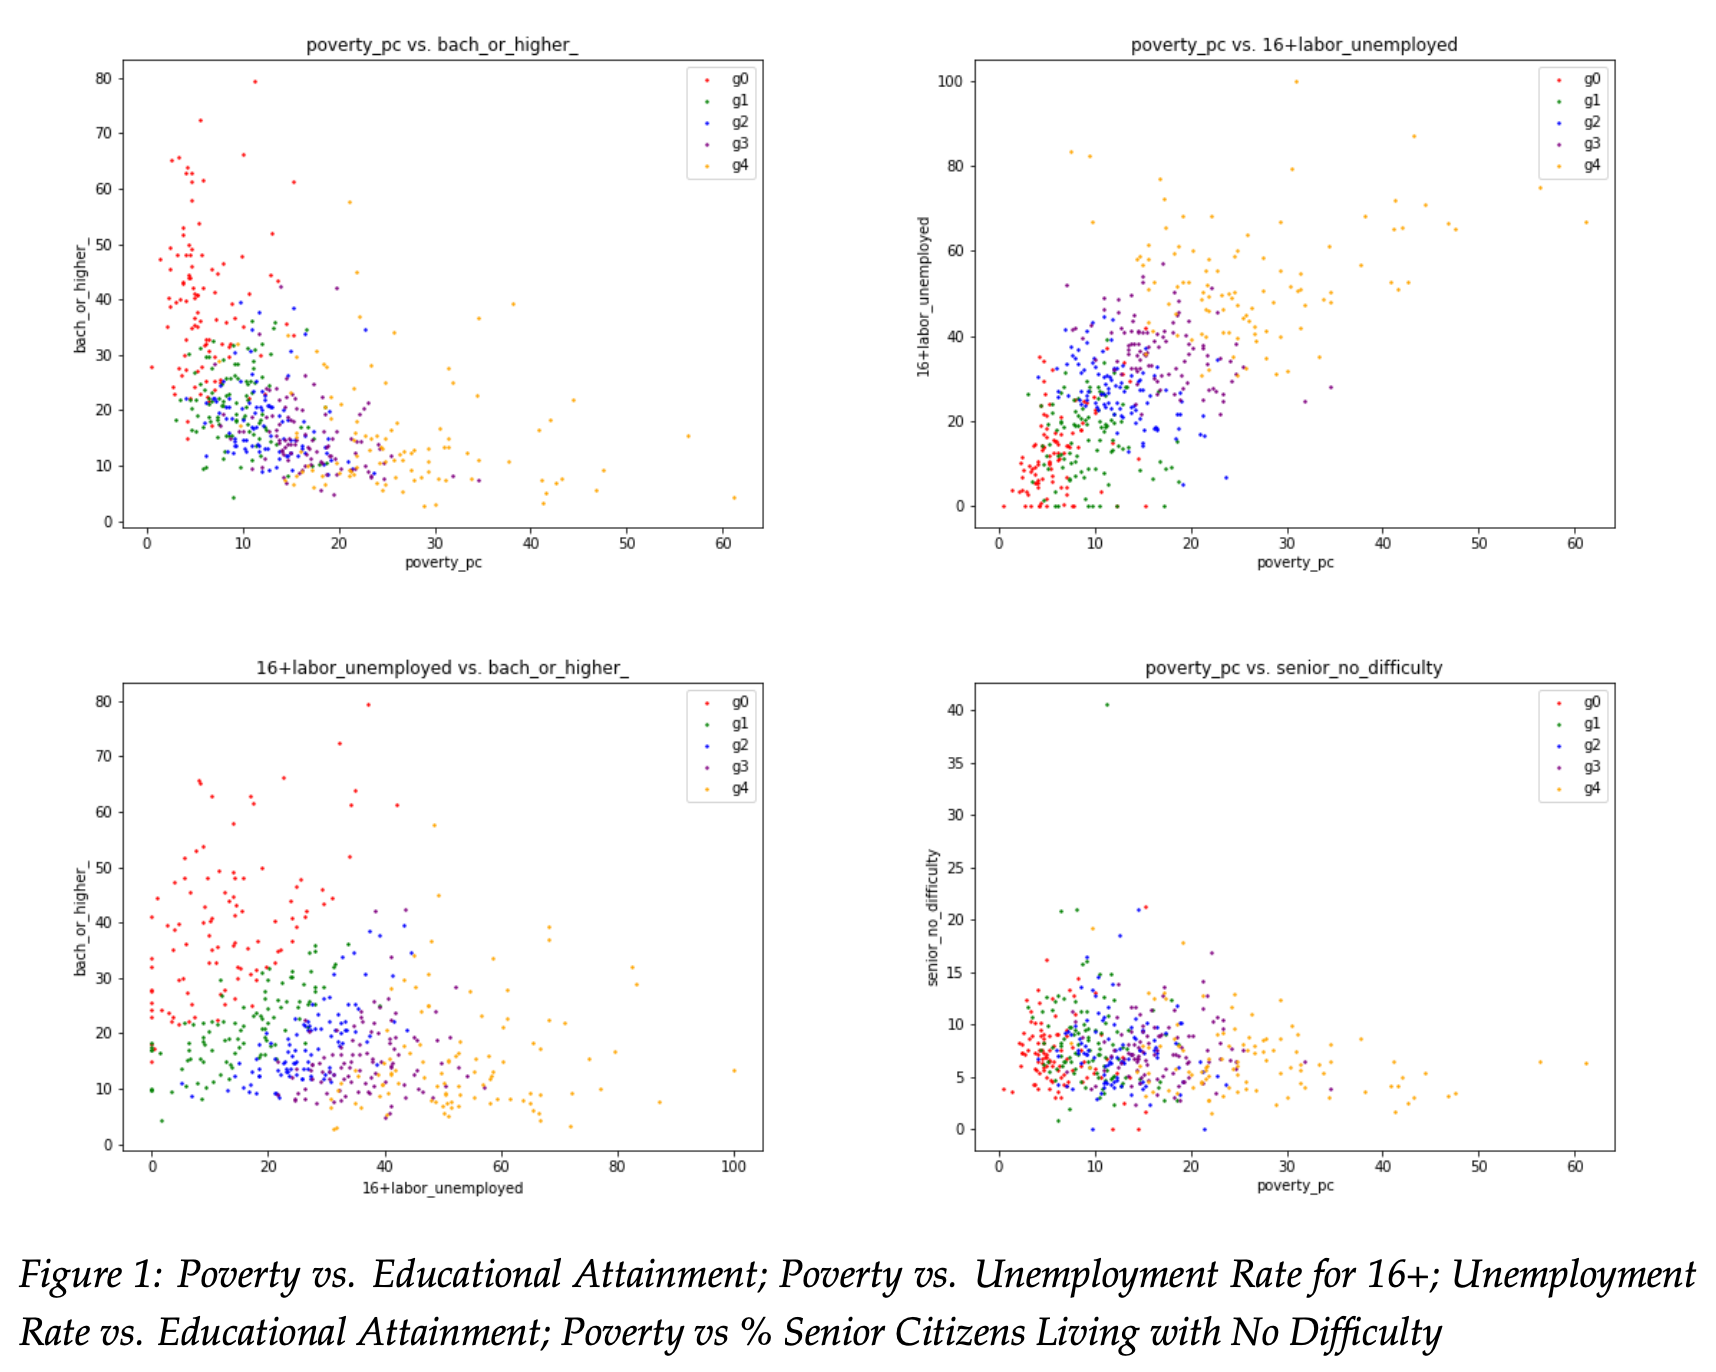 poverty_pc vs. bach_or_higher_
80
70
60
50
40
30
20
10
0
bach_or_higher_
g0
g1
g2
g3
g4
0 10 20 30 40 50 60
poverty_pc
poverty_pc vs. 16+labor_unemployed
100
80
60
40
20
0
16+labor_unemployed
g0
g1
g2
g3
g4
0 10 20 30 40 50 60
poverty_pc
16+labor_unemployed vs. bach_or_higher_
80
70
60
50
40
30
20
10
0
bach_or_higher_
g0
g1
g2
g3
g4
0 20 40 60 80 100
16+labor_unemployed
poverty_pc vs. senior_no_difficulty
40
35
30
25
20
15
10
5
0
senior_no_difficulty
g0
g1
g2
g3
g4
0 10 20 30 40 50 60
poverty_pc
Figure 1: Poverty vs. Educational Attainment; Poverty vs. Unemployment Rate for 16+; Unemployment
Rate vs. Educational Attainment; Poverty vs % Senior Citizens Living with No Difficulty